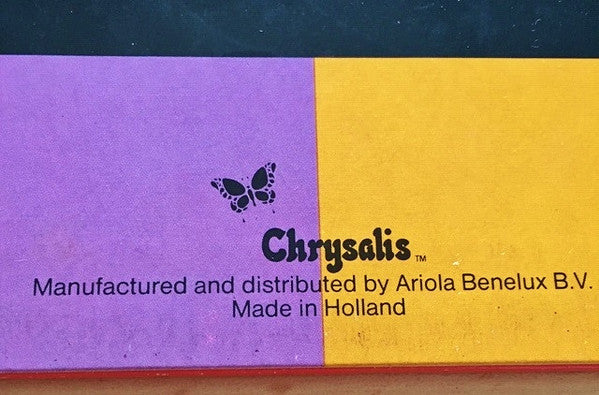 Chrysalis™
Manufactured and distributed by Ariola Benelux B.V.
Made in Holland